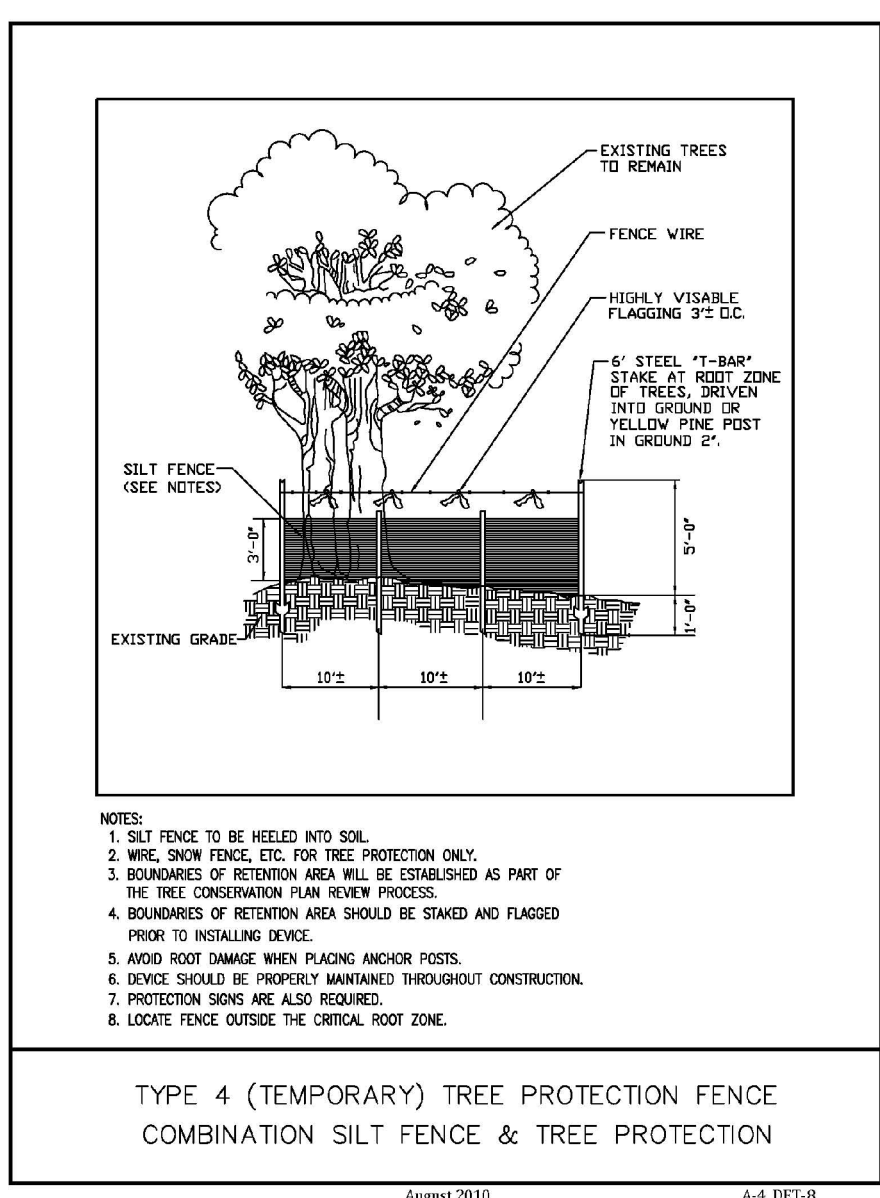 EXISTING TREES
TO REMAIN
FENCE WIRE
HIGHLY VISABLE
FLAGGING 3'± O.C.
6' STEEL "T-BAR"
STAKE AT ROOT ZONE
OF TREES, DRIVEN
INTO GROUND OR
YELLOW PINE POST
IN GROUND 2".
SILT FENCE
(SEE NOTES)
3'-0"
5'-0"
1'-0"
EXISTING GRADE
10'±
10'±
10'±
NOTES:
1. SILT FENCE TO BE HEELED INTO SOIL.
2. WIRE, SNOW FENCE, ETC. FOR TREE PROTECTION ONLY.
3. BOUNDARIES OF RETENTION AREA WILL BE ESTABLISHED AS PART OF
THE TREE CONSERVATION PLAN REVIEW PROCESS.
4. BOUNDARIES OF RETENTION AREA SHOULD BE STAKED AND FLAGGED
PRIOR TO INSTALLING DEVICE.
5. AVOID ROOT DAMAGE WHEN PLACING ANCHOR POSTS.
6. DEVICE SHOULD BE PROPERLY MAINTAINED THROUGHOUT CONSTRUCTION.
7. PROTECTION SIGNS ARE ALSO REQUIRED.
8. LOCATE FENCE OUTSIDE THE CRITICAL ROOT ZONE.
TYPE 4 (TEMPORARY) TREE PROTECTION FENCE
COMBINATION SILT FENCE & TREE PROTECTION
August 2010
A-4 DET-8